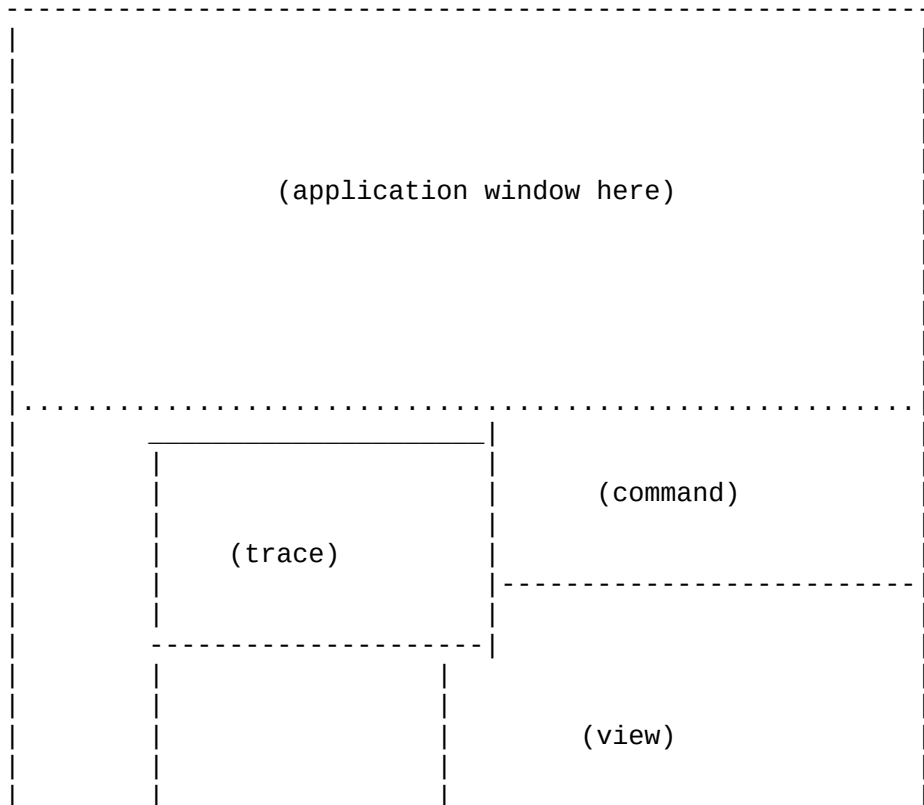 (application window here)
(command)
(trace)
(view)